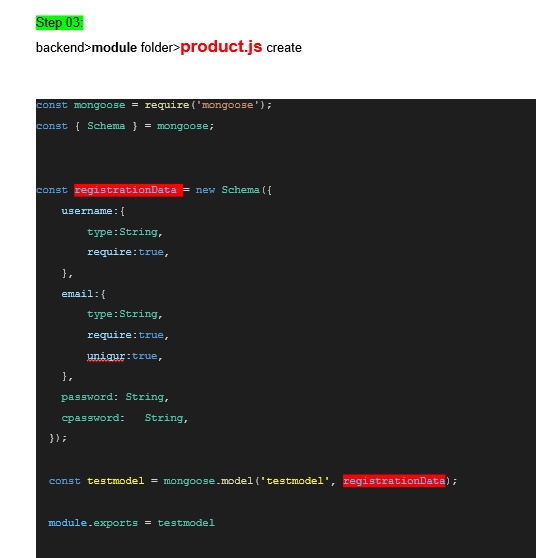 Step 03:
backend>module folder>product.js create
const mongoose = require('mongoose');
const { Schema } = mongoose;
const registrationData = new Schema({
username:{
type:String,
require:true,
},
email:{
type:String,
require:true,
uniqur:true,
},
password: String,
cpassword: String,
});
const testmodel = mongoose.model('testmodel', registrationData);
module.exports = testmodel